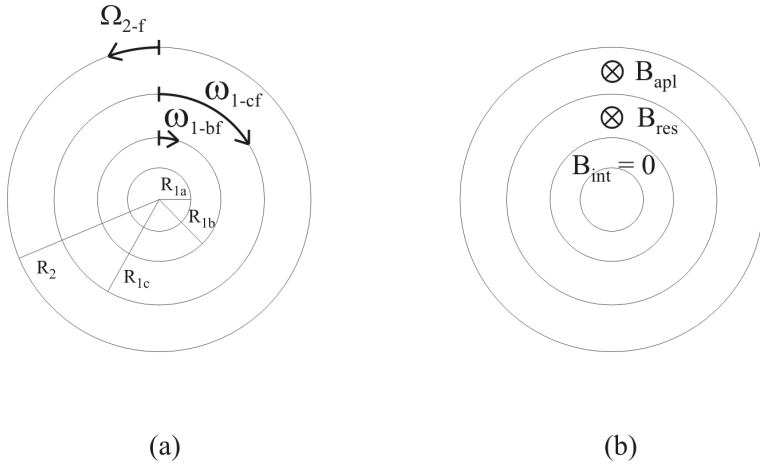 Ω2-f
ω1-cf
ω1-bf
R1a
R1b
R2
R1c
(a)
Bapl
Bres
Bint = 0
(b)